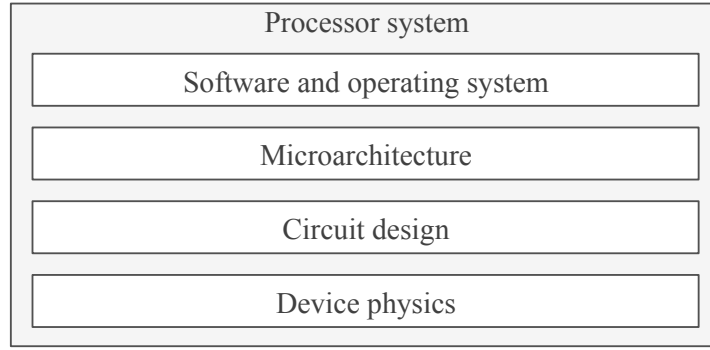 Processor system
Software and operating system
Microarchitecture
Circuit design
Device physics